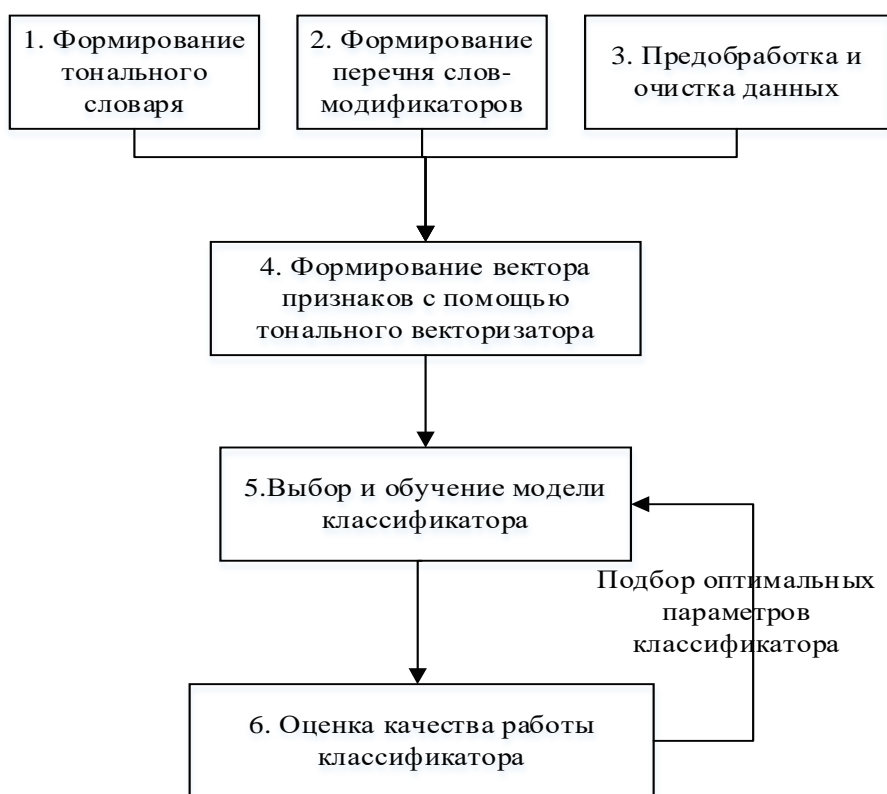 1. Формирование
тонального
словаря
2. Формирование
перечня слов-
модификаторов
3. Предобработка и
очистка данных
4. Формирование вектора
признаков с помощью
тонального векторизатора
5.Выбор и обучение модели
классификатора
Подбор оптимальных
параметров
классификатора
6. Оценка качества работы
классификатора